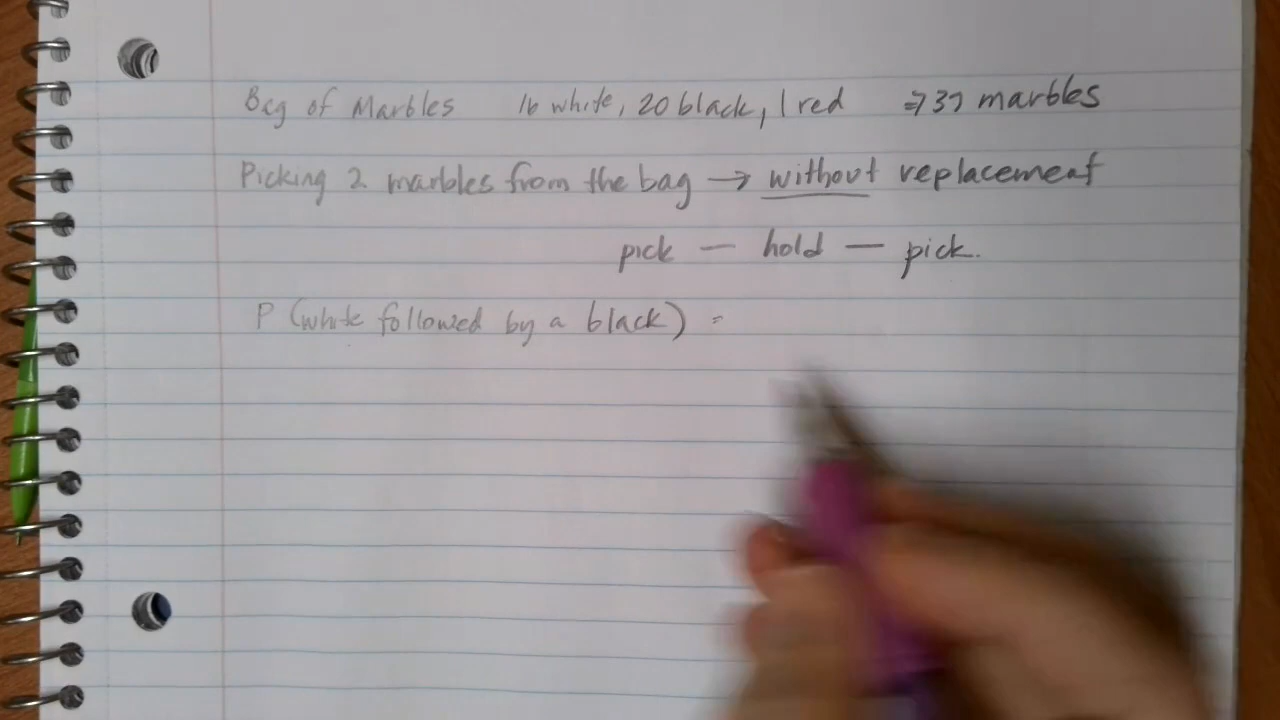 Bag of Marbles 16 white, 20 black, 1 red ⇒ 37 marbles
Picking 2 marbles from the bag → without replacement
pick — hold — pick.
P (white followed by a black) =